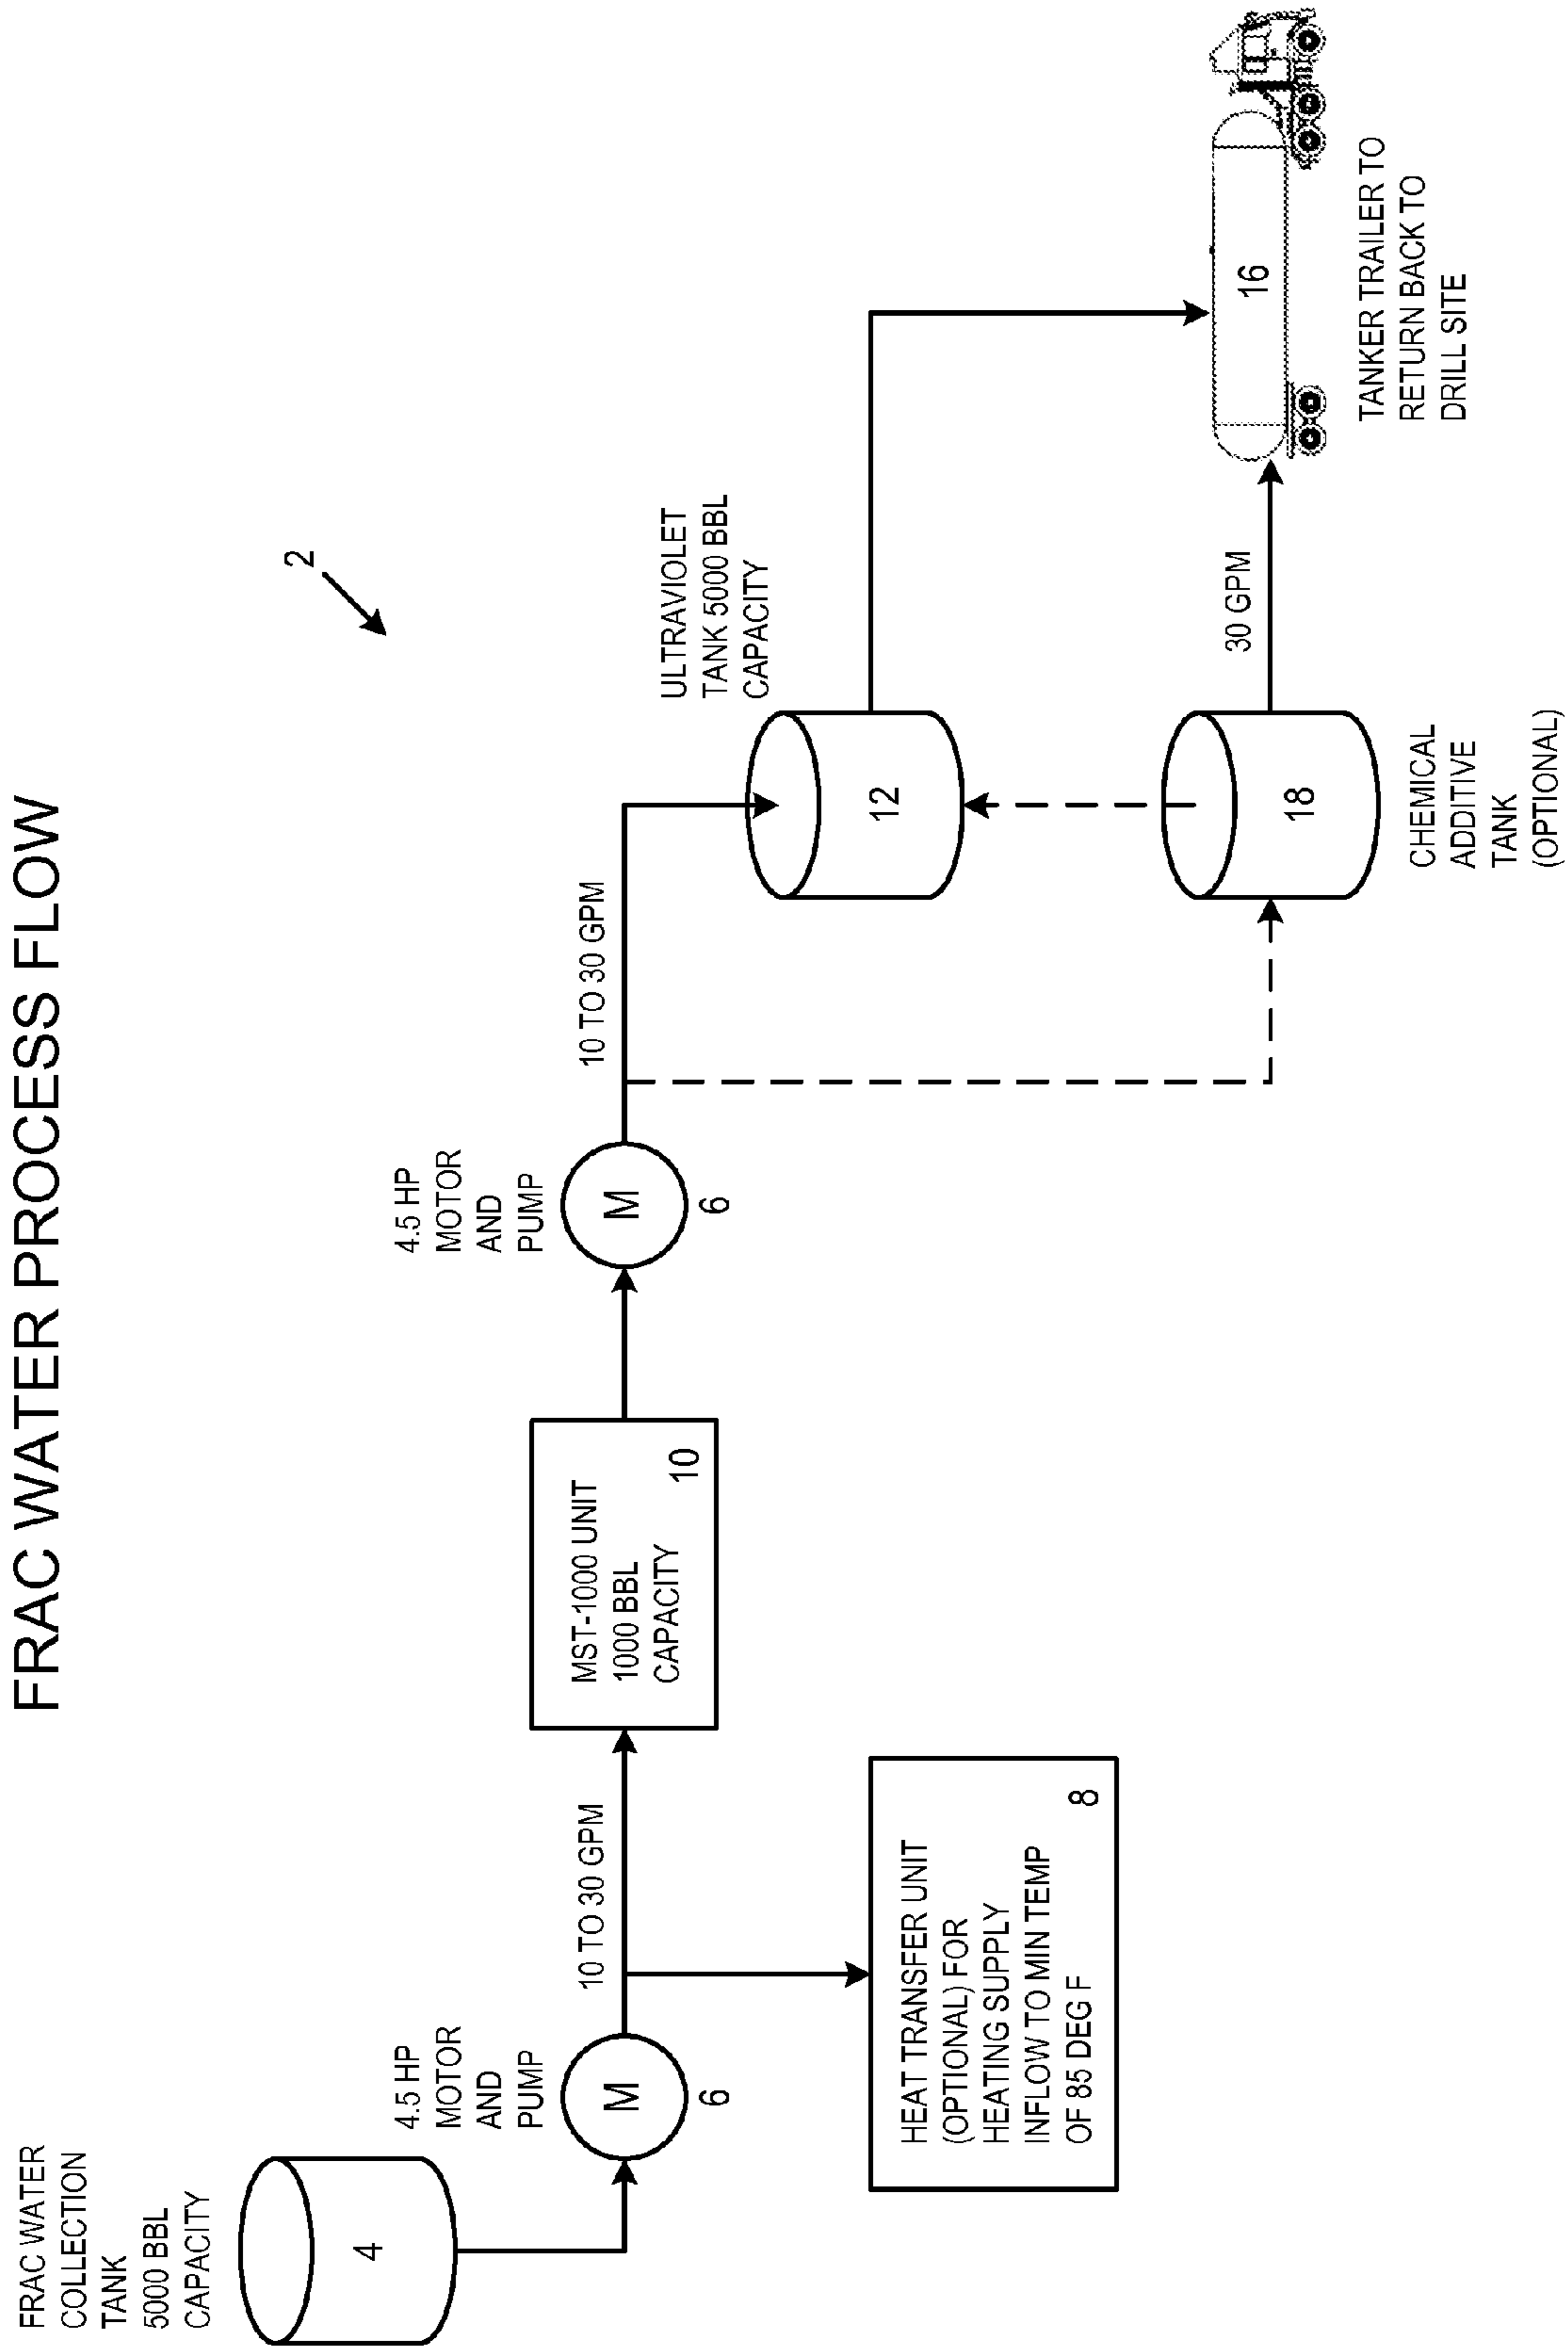 FRAC WATER PROCESS FLOW
2
FRAC WATER
COLLECTION
TANK
5000 BBL
CAPACITY
4
4.5 HP
MOTOR
AND
PUMP
M
6
10 TO 30 GPM
HEAT TRANSFER UNIT
(OPTIONAL) FOR
HEATING SUPPLY
INFLOW TO MIN TEMP
OF 85 DEG F
8
MST-1000 UNIT
1000 BBL
CAPACITY
10
4.5 HP
MOTOR
AND
PUMP
M
6
10 TO 30 GPM
ULTRAVIOLET
TANK 5000 BBL
CAPACITY
12
18
CHEMICAL
ADDITIVE
TANK
(OPTIONAL)
30 GPM
16
TANKER TRAILER TO
RETURN BACK TO
DRILL SITE